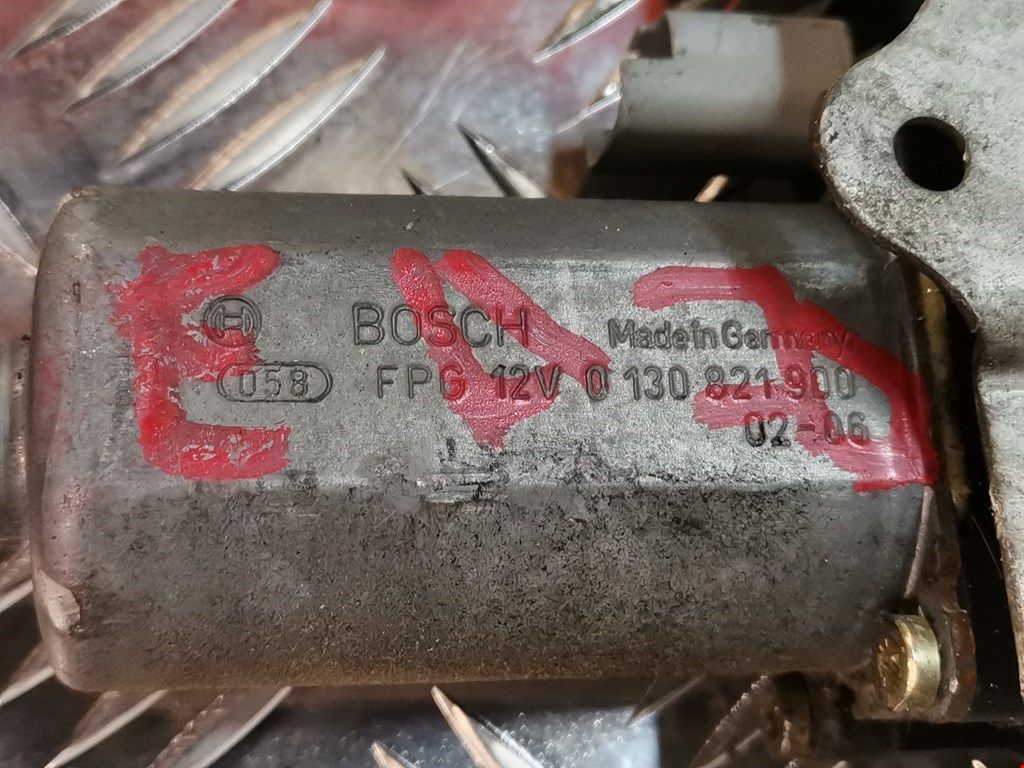 BOSCH Made in Germany
058 FPG 12V 0 130 821 900
02-06